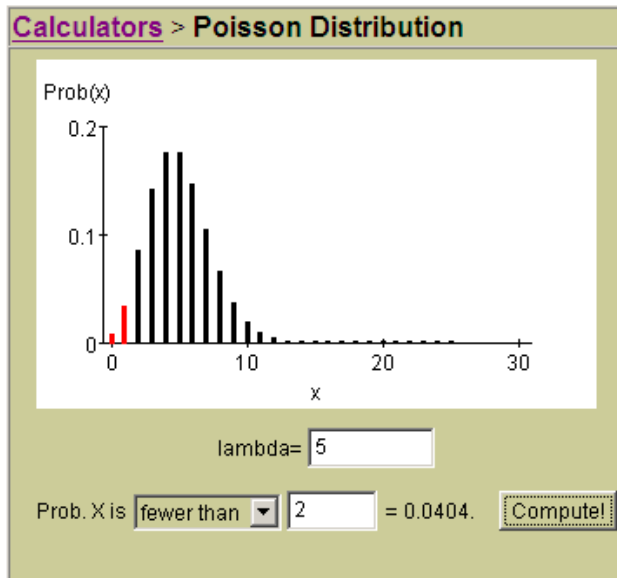 Calculators > Poisson Distribution
Prob(x)
0.2
0.1
0
0 10 20 30
x
lambda= 5
Prob. X is fewer than 2 = 0.0404. Compute!